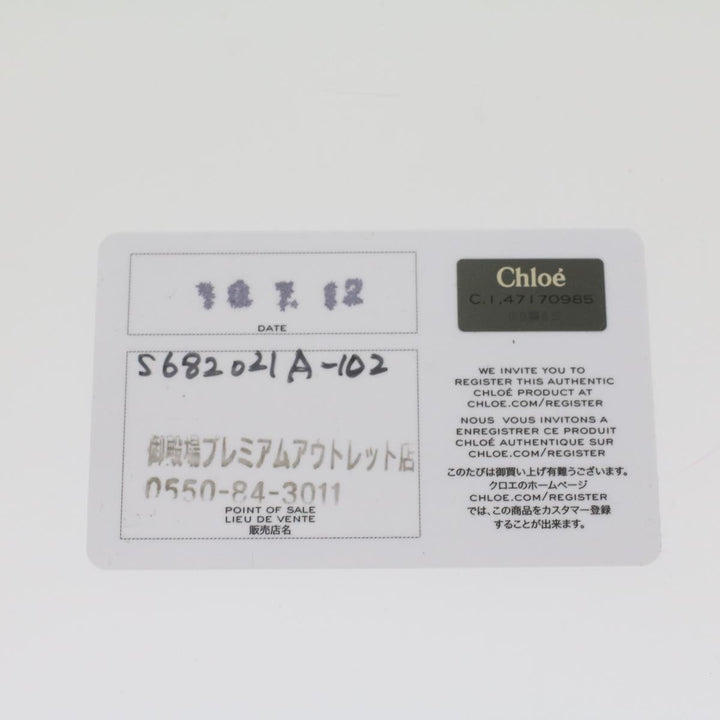 DATE
S682021A-102
御殿場プレミアムアウトレット店
0550-84-3011
POINT OF SALE
LIEU DE VENTE
販売店名
Chloé
C.1,47170985
WE INVITE YOU TO
REGISTER THIS AUTHENTIC
CHLOÉ PRODUCT AT
CHLOE.COM/REGISTER
NOUS VOUS INVITONS A
ENREGISTRER CE PRODUIT
CHLOÉ AUTHENTIQUE SUR
CHLOE.COM/REGISTER
このたびは御買い上げ有難うございます。
クロエのホームページ
CHLOE.COM/REGISTER
では、この商品をカスタマー登録
することが出来ます。